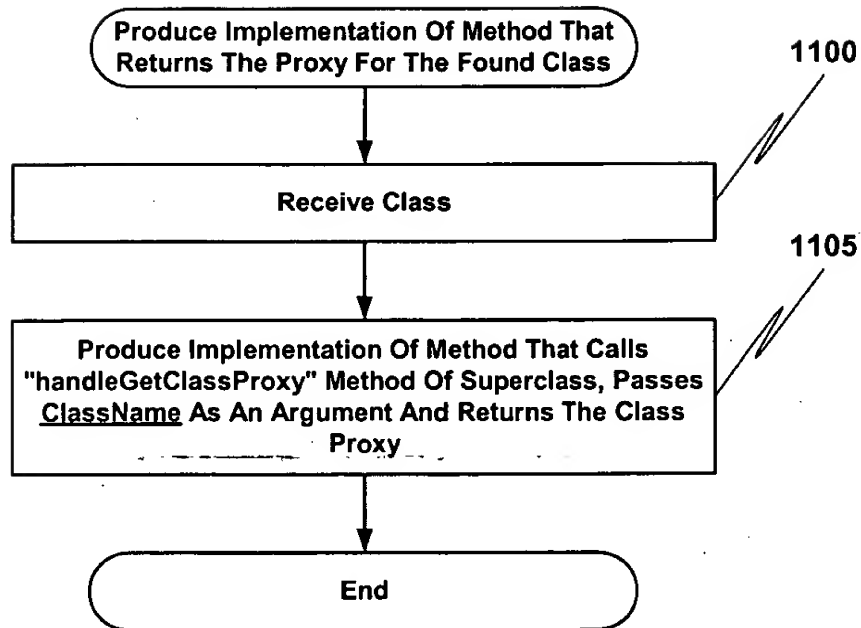 Produce Implementation Of Method That
Returns The Proxy For The Found Class
1100
Receive Class
1105
Produce Implementation Of Method That Calls
"handleGetClassProxy" Method Of Superclass, Passes
ClassName As An Argument And Returns The Class
Proxy
End